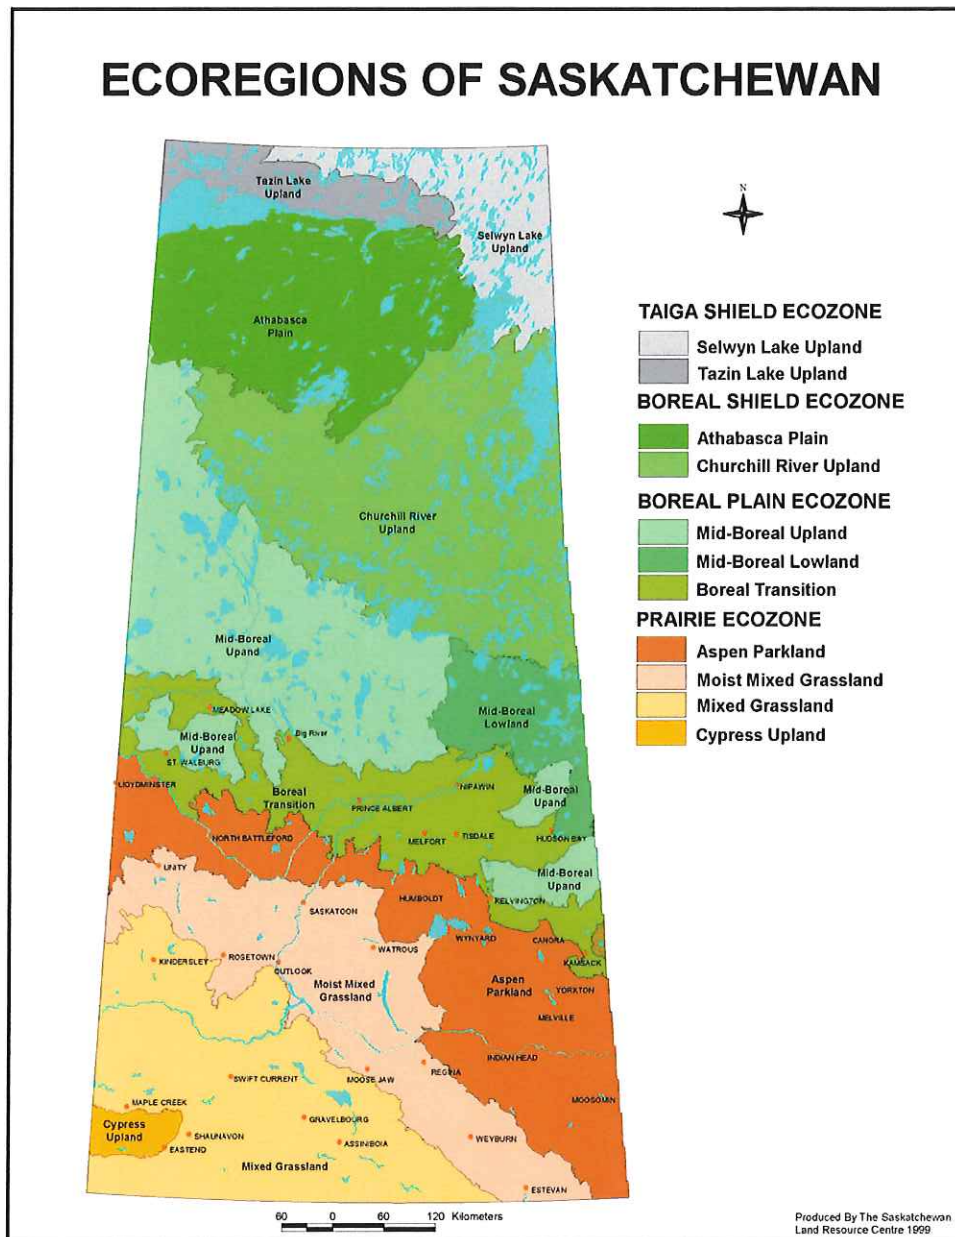 ECOREGIONS OF SASKATCHEWAN
Tazin Lake
Upland
N
Selwyn Lake
Upland
Athabasca
Plain
Churchill River
Upland
Mid-Boreal
Upand
Mid-Boreal
Lowland
MEADOW LAKE
Big River
Mid-Boreal
Upand
ST. WALBURG
LLOYDMINSTER
Boreal
Transition
NIPAWIN
Mid-Boreal
Upand
PRINCE ALBERT
NORTH BATTLEFORD
MELFORT
TISDALE
HUDSON BAY
UNITY
Mid-Boreal
Upand
HUMBOLDT
KELVINGTON
SASKATOON
WYNYARD
CANORA
WATROUS
KINDERSLEY
ROSETOWN
OUTLOOK
KAMSACK
Moist Mixed
Grassland
Aspen
Parkland
YORKTON
MELVILLE
INDIAN HEAD
REGINA
MOOSE JAW
SWIFT CURRENT
MOOSOMIN
MAPLE CREEK
GRAVELBOURG
Cypress
Upland
SHAUNAVON
EASTEND
ASSINIBOIA
WEYBURN
Mixed Grassland
ESTEVAN
TAIGA SHIELD ECOZONE
Selwyn Lake Upland
Tazin Lake Upland
BOREAL SHIELD ECOZONE
Athabasca Plain
Churchill River Upland
BOREAL PLAIN ECOZONE
Mid-Boreal Upland
Mid-Boreal Lowland
Boreal Transition
PRAIRIE ECOZONE
Aspen Parkland
Moist Mixed Grassland
Mixed Grassland
Cypress Upland
60 0 60 120 Kilometers
Produced By The Saskatchewan
Land Resource Centre 1999